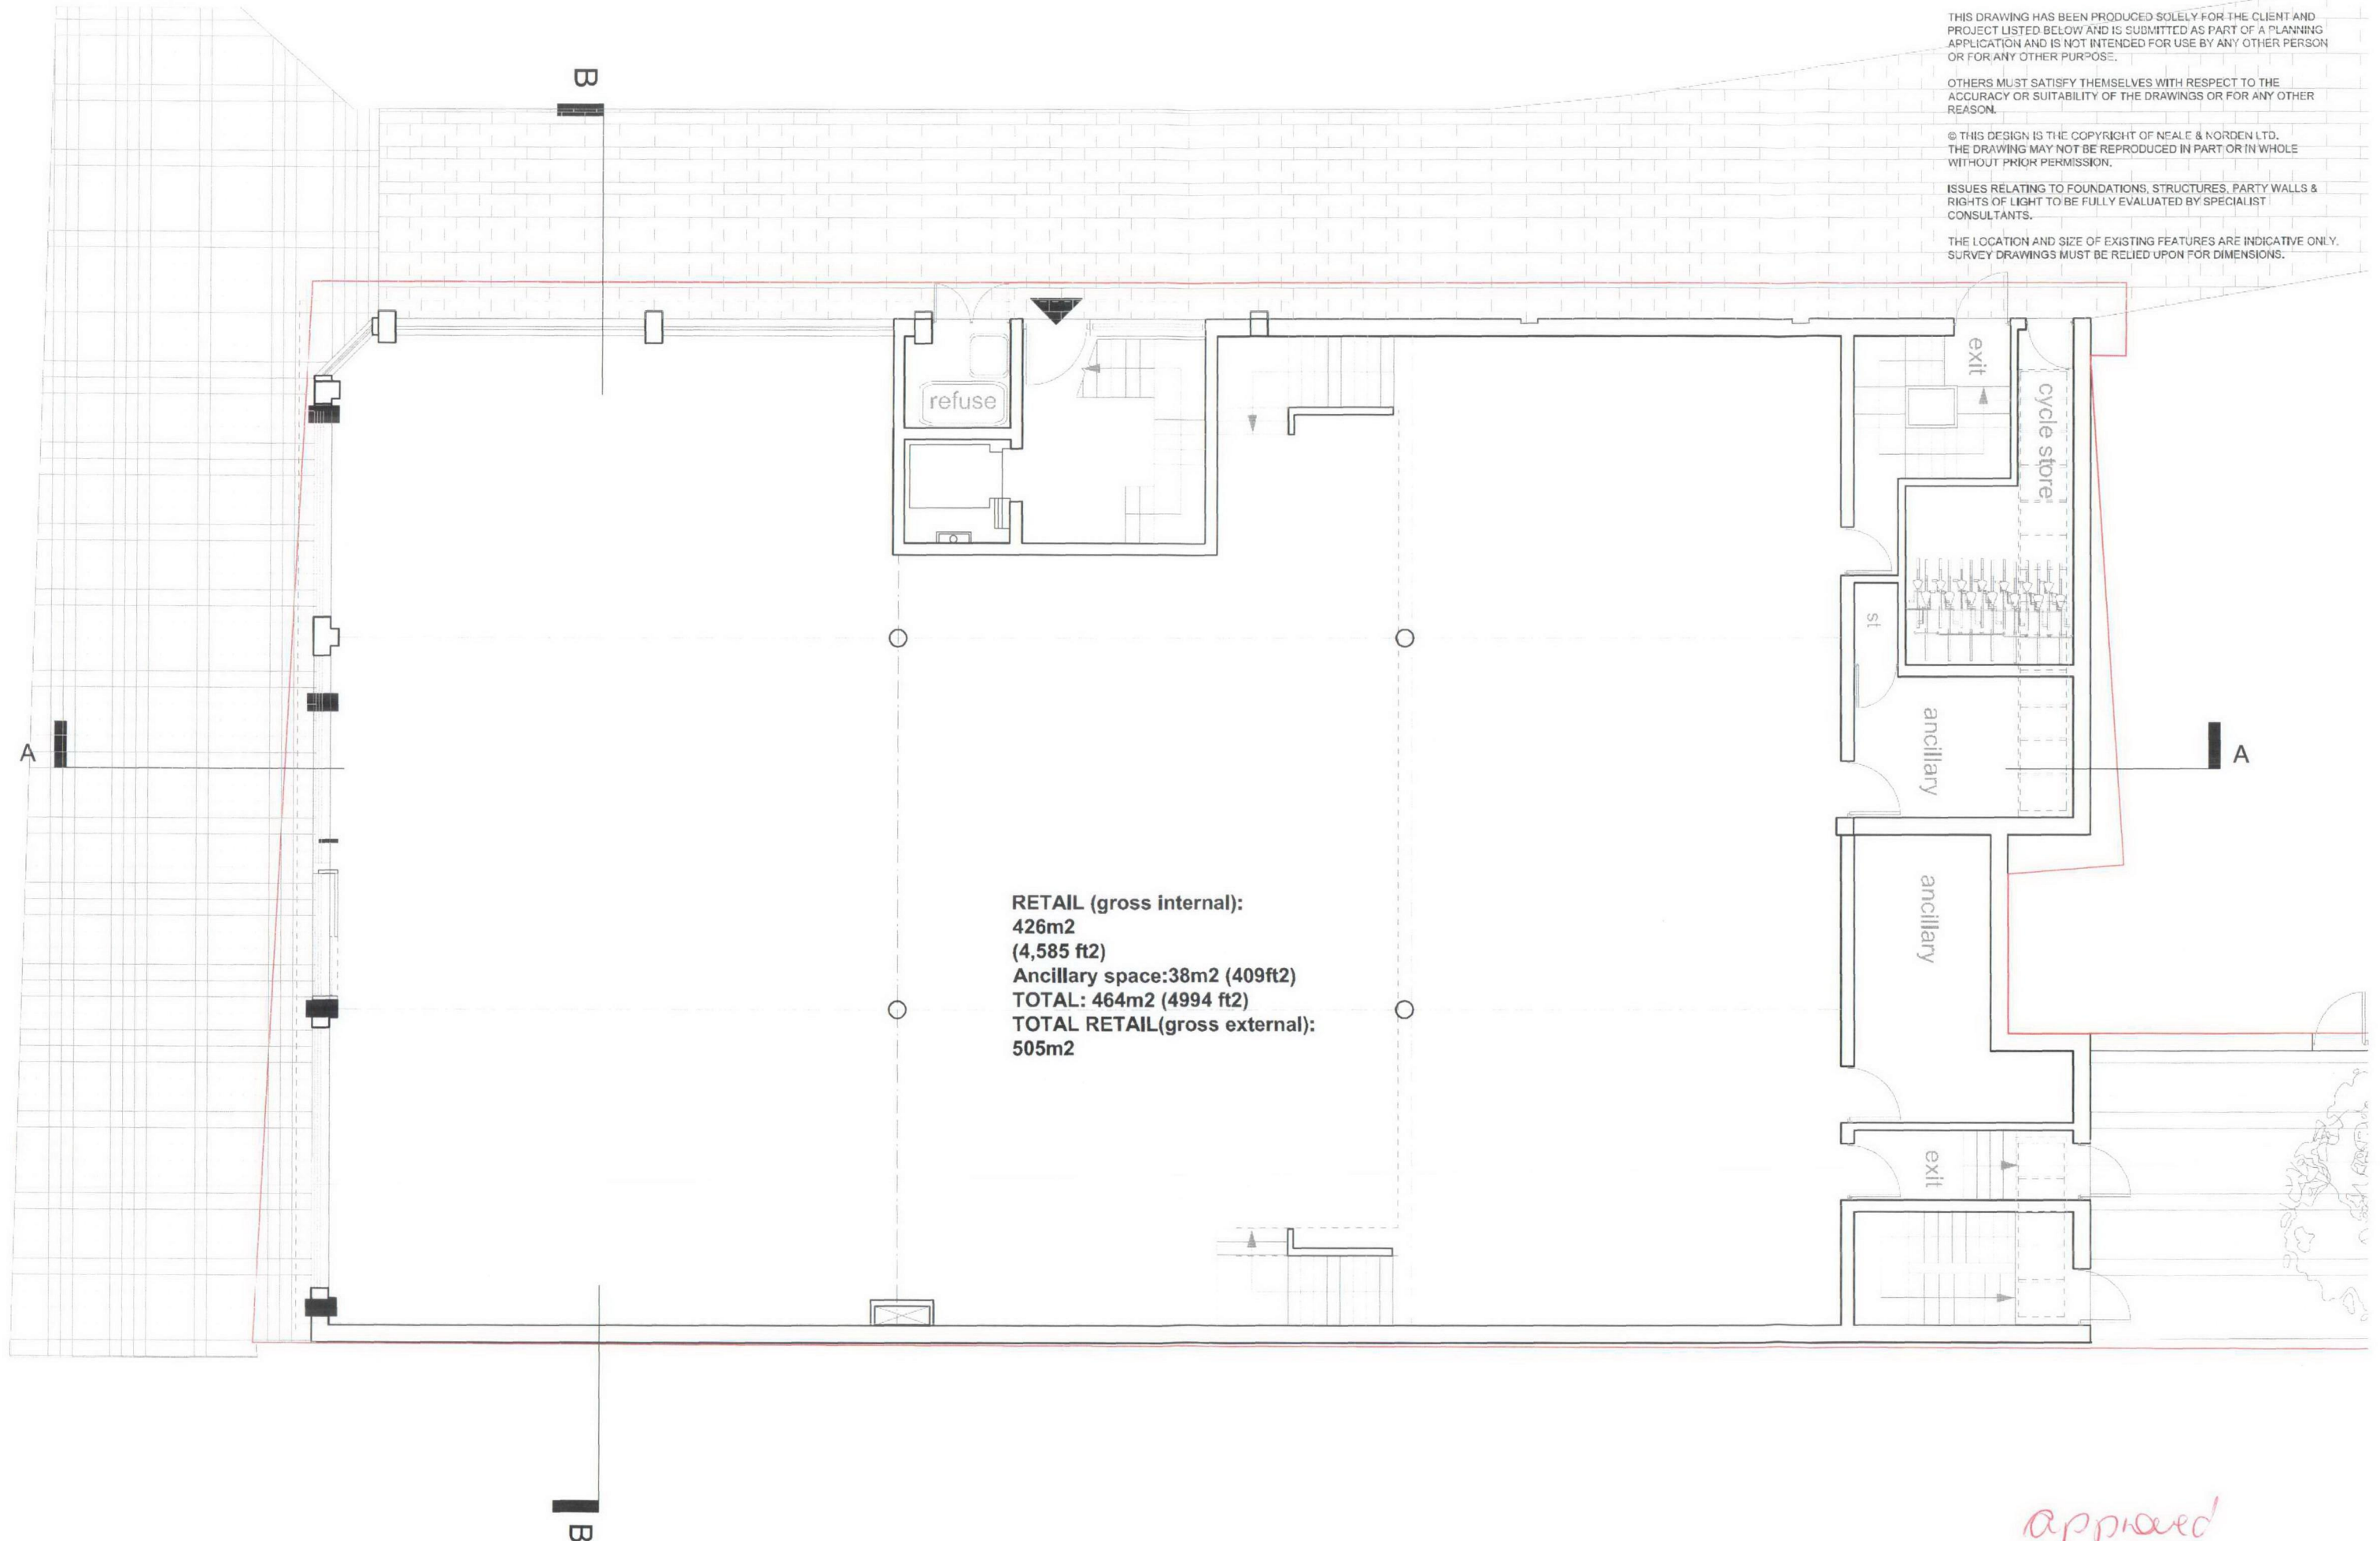 THIS DRAWING HAS BEEN PRODUCED SOLELY FOR THE CLIENT AND
PROJECT LISTED BELOW AND IS SUBMITTED AS PART OF A PLANNING
APPLICATION AND IS NOT INTENDED FOR USE BY ANY OTHER PERSON
OR FOR ANY OTHER PURPOSE.
OTHERS MUST SATISFY THEMSELVES WITH RESPECT TO THE
ACCURACY OR SUITABILITY OF THE DRAWINGS OR FOR ANY OTHER
REASON.
© THIS DESIGN IS THE COPYRIGHT OF NEALE & NORDEN LTD.
THE DRAWING MAY NOT BE REPRODUCED IN PART OR IN WHOLE
WITHOUT PRIOR PERMISSION.
ISSUES RELATING TO FOUNDATIONS, STRUCTURES, PARTY WALLS &
RIGHTS OF LIGHT TO BE FULLY EVALUATED BY SPECIALIST
CONSULTANTS.
THE LOCATION AND SIZE OF EXISTING FEATURES ARE INDICATIVE ONLY.
SURVEY DRAWINGS MUST BE RELIED UPON FOR DIMENSIONS.
B
exit
refuse
cycle store
st
ancillary
A
A
RETAIL (gross internal):
426m2
(4,585 ft2)
Ancillary space:38m2 (409ft2)
TOTAL: 464m2 (4994 ft2)
TOTAL RETAIL(gross external):
505m2
ancillary
exit
B
approved